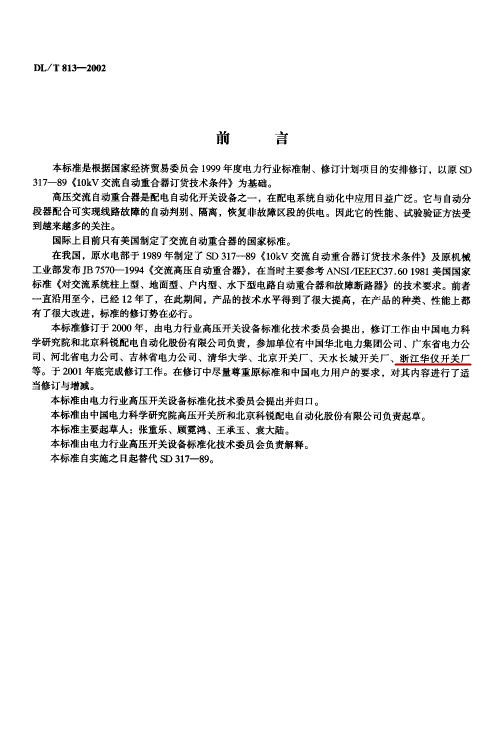 DL/T 813—2002
前 言
本标准是根据国家经济贸易委员会 1999 年度电力行业标准制、修订计划项目的安排修订，以原 SD
317—89《10kV 交流自动重合器订货技术条件》为基础。
高压交流自动重合器是配电自动化开关设备之一，在配电系统自动化中应用日益广泛。它与自动分
段器配合可实现线路故障的自动判别、隔离，恢复非故障区段的供电。因此它的性能、试验验证方法受
到越来越多的关注。
国际上目前只有美国制定了交流自动重合器的国家标准。
在我国，原水电部于 1989 年制定了 SD 317—89《10kV 交流自动重合器订货技术条件》及原机械
工业部发布 JB 7570—1994《交流高压自动重合器》，在当时主要参考 ANSI/IEEEC37.60 1981 美国国家
标准《对交流系统柱上型、地面型、户内型、水下型电路自动重合器和故障断路器》的技术要求。前者
一直沿用至今，已经 12 年了，在此期间，产品的技术水平得到了很大提高，在产品的种类、性能上都
有了很大改进，标准的修订势在必行。
本标准修订于 2000 年，由电力行业高压开关设备标准化技术委员会提出，修订工作由中国电力科
学研究院和北京科锐配电自动化股份有限公司负责，参加单位有中国华北电力集团公司、广东省电力公
司、河北省电力公司、吉林省电力公司、清华大学、北京开关厂、天水长城开关厂、浙江华仪开关厂
等。于 2001 年底完成修订工作。在修订中尽量尊重原标准和中国电力用户的要求，对其内容进行了适
当修订与增减。
本标准由电力行业高压开关设备标准化技术委员会提出并归口。
本标准由中国电力科学研究院高压开关所和北京科锐配电自动化股份有限公司负责起草。
本标准主要起草人：张重乐、顾霓鸿、王承玉、袁大陆。
本标准由电力行业高压开关设备标准化技术委员会负责解释。
本标准自实施之日起替代 SD 317—89。